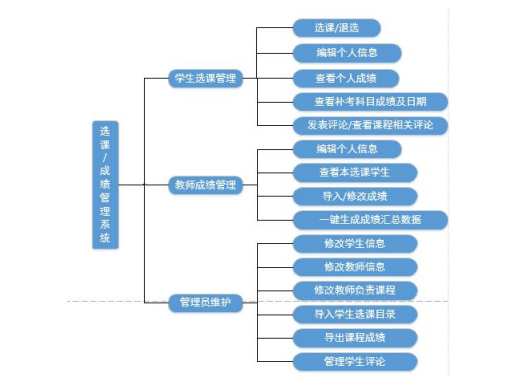 选课/成绩管理系统
学生选课管理
选课/退选
编辑个人信息
查看个人成绩
查看补考科目成绩及日期
发表评论/查看课程相关评论
教师成绩管理
编辑个人信息
查看本选课学生
导入/修改成绩
一键生成成绩汇总数据
管理员维护
修改学生信息
修改教师信息
修改教师负责课程
导入学生选课目录
导出课程成绩
管理学生评论